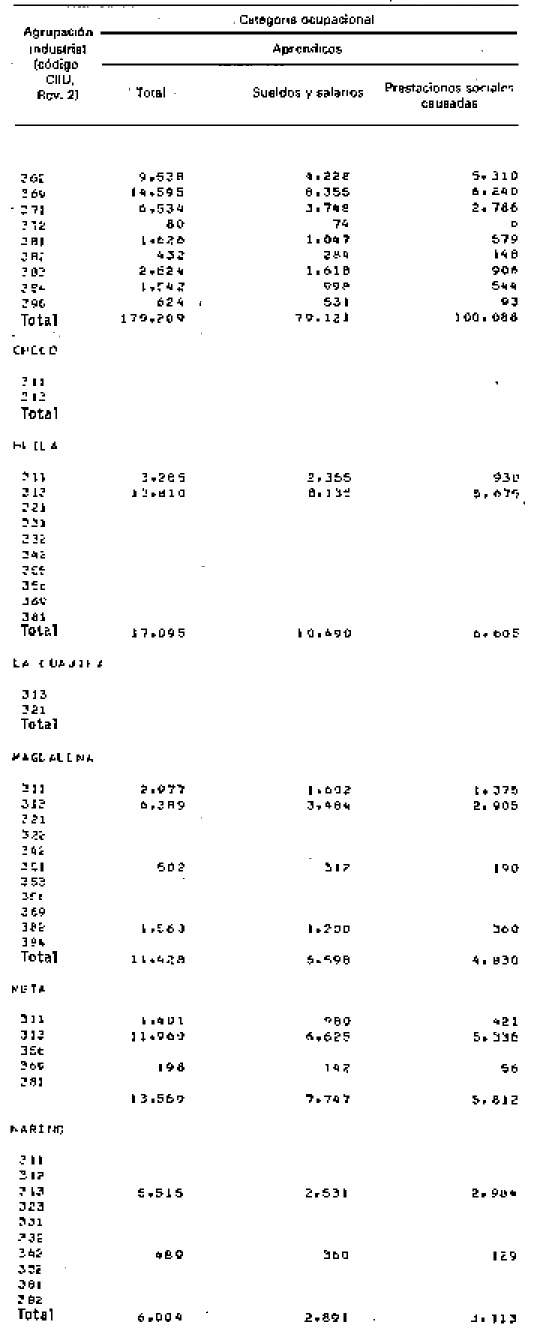 Categoría ocupacional
Agrupación
industrial
(código
CIIU,
Rev. 2)
Aprendices
Total Sueldos y salarios Prestaciones sociales
causadas
362 9.538 4.228 5.310
369 14.595 8.355 6.240
371 6.534 3.748 2.786
372 80 74
381 1.626 1.047 579
382 432 284 148
383 2.524 1.618 906
384 1.542 998 544
390 624 531 93
Total 179.209 79.121 100.088
CHOCO
311
313
Total
HUILA
311 3.285 2.355 930
313 13.810 8.135 5.675
321
331
332
342
355
356
369
381
Total 17.095 10.490 6.605
LA GUAJIRA
313
321
Total
MAGDALENA
311 2.977 1.602 1.375
313 6.389 3.484 2.905
321
322
342
351 502 312 190
353
356
369
382 1.563 1.200 360
384
Total 11.428 6.598 4.830
META
311 1.401 980 421
313 11.969 6.625 5.336
356
369 198 142 56
381
13.569 7.747 5.812
NARIÑO
311
312
313 5.515 2.531 2.984
323
331
332
342 489 360 129
352
381
382
Total 6.004 2.891 3.113